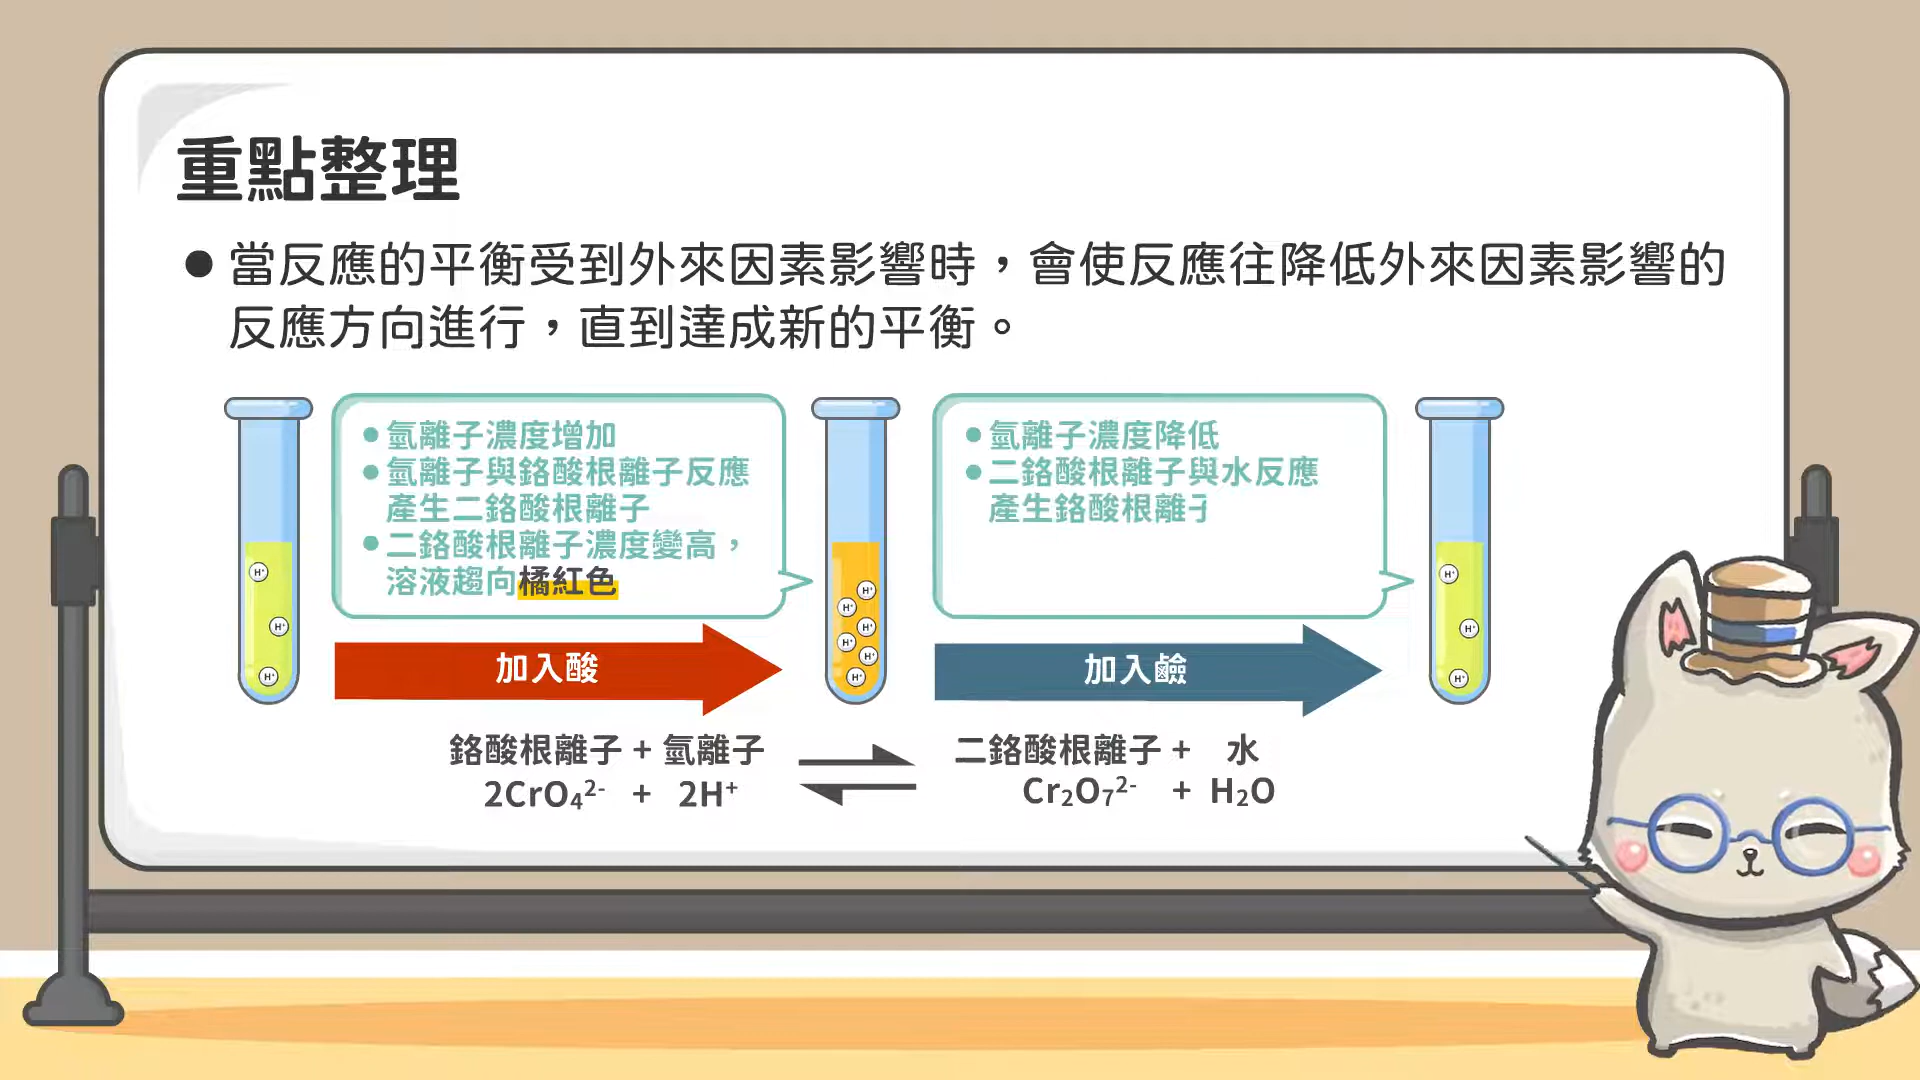 重點整理
●當反應的平衡受到外來因素影響時，會使反應往降低外來因素影響的
反應方向進行，直到達成新的平衡。
●氫離子濃度增加
●氫離子與鉻酸根離子反應
產生二鉻酸根離子
●二鉻酸根離子濃度變高，
溶液趨向橘紅色
●氫離子濃度降低
●二鉻酸根離子與水反應
產生鉻酸根離子
H⁺
H⁺
H⁺
H⁺
H⁺
H⁺
H⁺
H⁺
H⁺
H⁺
H⁺
H⁺
加入酸
加入鹼
鉻酸根離子 + 氫離子
二鉻酸根離子 + 水
2CrO₄²⁻ + 2H⁺
Cr₂O₇²⁻ + H₂O